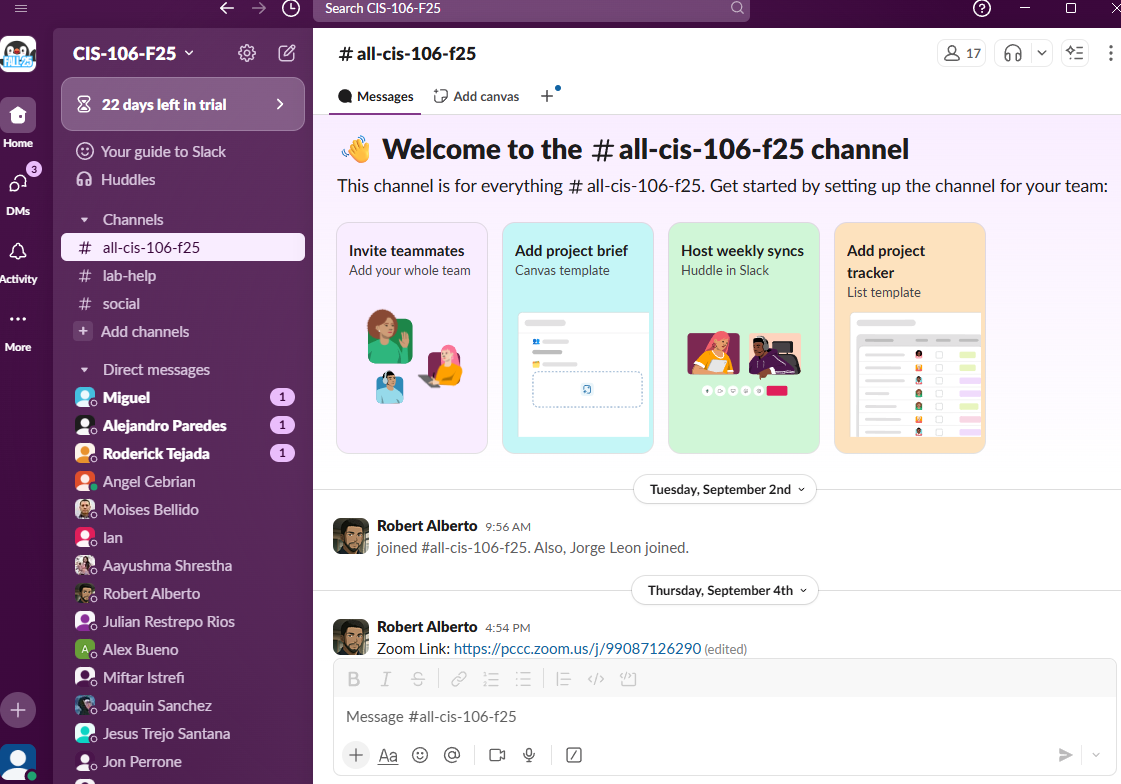 Search CIS-106-F25
FALL-25
CIS-106-F25
22 days left in trial
Home
3
DMs
Activity
More
Your guide to Slack
Huddles
Channels
# all-cis-106-f25
# lab-help
# social
+ Add channels
Direct messages
Miguel 1
Alejandro Paredes 1
Roderick Tejada 1
Angel Cebrian
Moises Bellido
Ian
Aayushma Shrestha
Robert Alberto
Julian Restrepo Rios
A Alex Bueno
Miftar Istrefi
Joaquin Sanchez
Jesus Trejo Santana
Jon Perrone
# all-cis-106-f25
17
Messages
Add canvas
+
👋 Welcome to the # all-cis-106-f25 channel
This channel is for everything # all-cis-106-f25. Get started by setting up the channel for your team:
Invite teammates
Add your whole team
Add project brief
Canvas template
Host weekly syncs
Huddle in Slack
Add project
tracker
List template
Tuesday, September 2nd
Robert Alberto 9:56 AM
joined #all-cis-106-f25. Also, Jorge Leon joined.
Thursday, September 4th
Robert Alberto 4:54 PM
Zoom Link: https://pccc.zoom.us/j/99087126290 (edited)
B I S
Message #all-cis-106-f25
+ Aa @